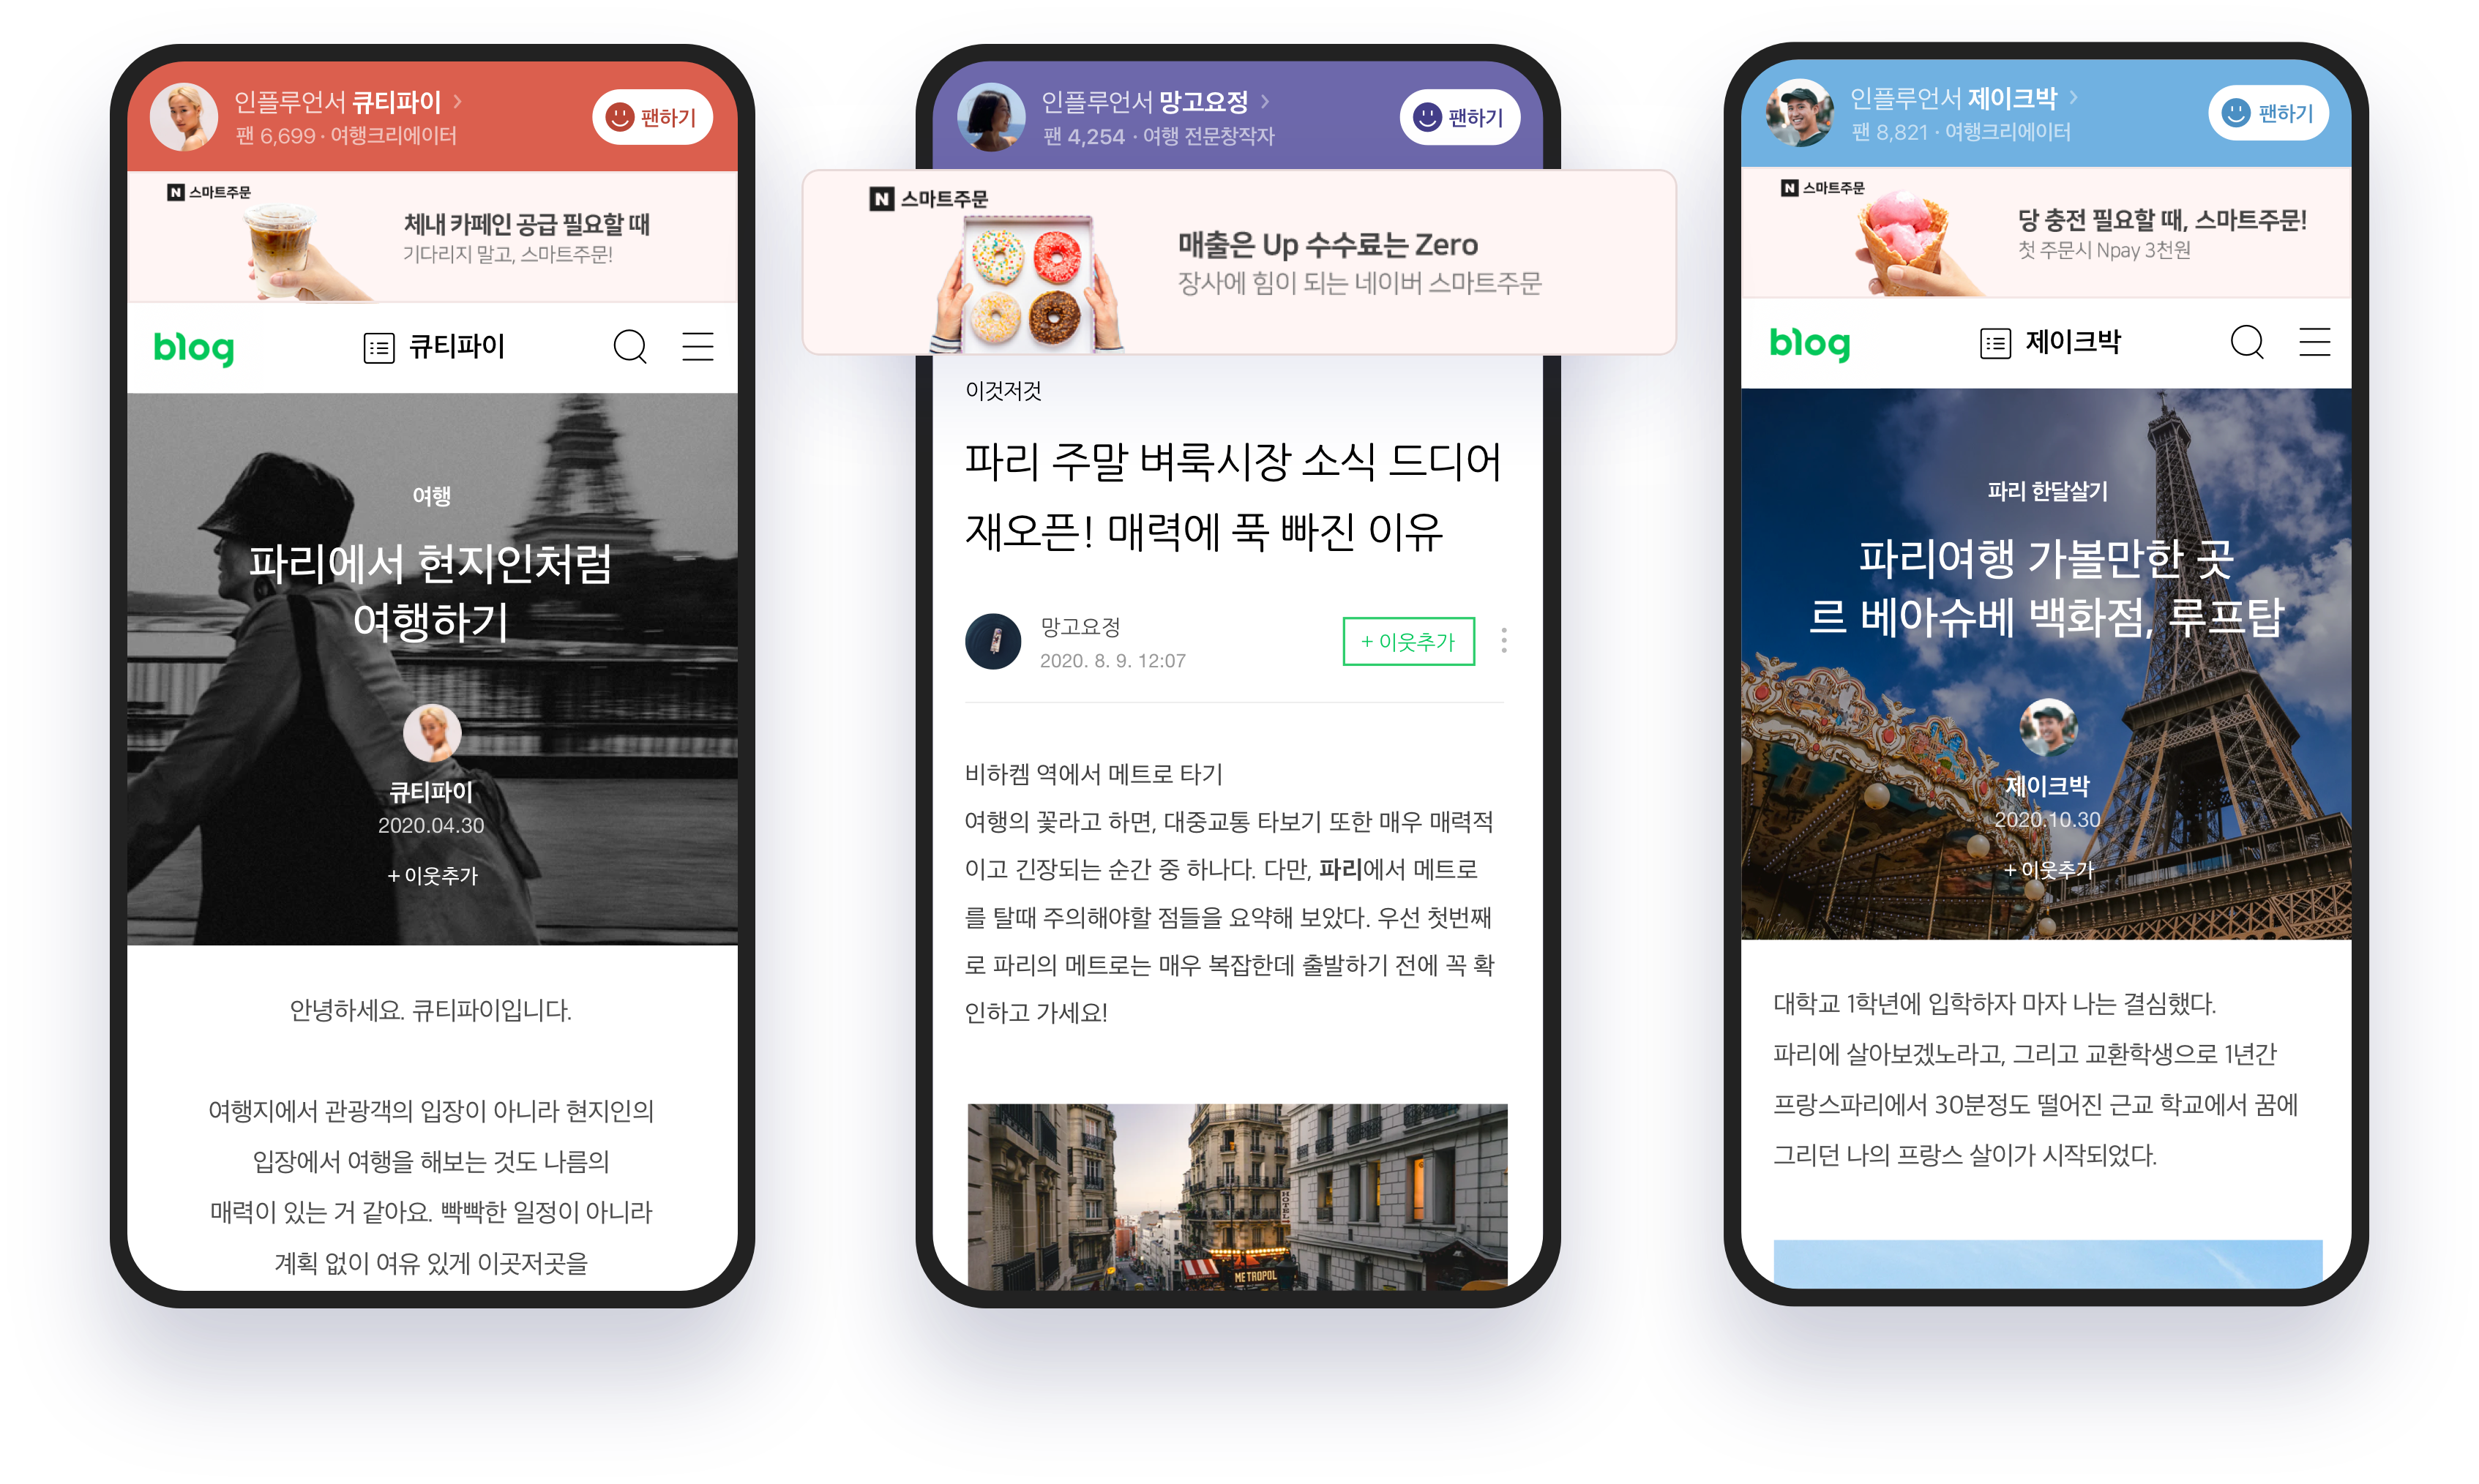 인플루언서 큐티파이 >
팬 6,699 · 여행크리에이터
팬하기
N 스마트주문
체내 카페인 공급 필요할 때
기다리지 말고, 스마트주문!
blog
큐티파이
여행
파리에서 현지인처럼
여행하기
큐티파이
2020.04.30
+ 이웃추가
안녕하세요. 큐티파이입니다.
여행지에서 관광객의 입장이 아니라 현지인의
입장에서 여행을 해보는 것도 나름의
매력이 있는 거 같아요. 빡빡한 일정이 아니라
계획 없이 여유 있게 이곳저곳을
인플루언서 망고요정 >
팬 4,254 · 여행 전문창작자
팬하기
N 스마트주문
매출은 Up 수수료는 Zero
장사에 힘이 되는 네이버 스마트주문
이것저것
파리 주말 벼룩시장 소식 드디어
재오픈! 매력에 푹 빠진 이유
망고요정
2020. 8. 9. 12:07
+ 이웃추가
비하켐 역에서 메트로 타기
여행의 꽃라고 하면, 대중교통 타보기 또한 매우 매력적
이고 긴장되는 순간 중 하나다. 다만, 파리에서 메트로
를 탈때 주의해야할 점들을 요약해 보았다. 우선 첫번째
로 파리의 메트로는 매우 복잡한데 출발하기 전에 꼭 확
인하고 가세요!
HOTEL
METROPOL
인플루언서 제이크박 >
팬 8,821 · 여행크리에이터
팬하기
N 스마트주문
당 충전 필요할 때, 스마트주문!
첫 주문시 Npay 3천원
blog
제이크박
파리 한달살기
파리여행 가볼만한 곳
르 베아슈베 백화점, 루프탑
제이크박
2020.10.30
+ 이웃추가
대학교 1학년에 입학하자 마자 나는 결심했다.
파리에 살아보겠노라고, 그리고 교환학생으로 1년간
프랑스파리에서 30분정도 떨어진 근교 학교에서 꿈에
그리던 나의 프랑스 살이가 시작되었다.